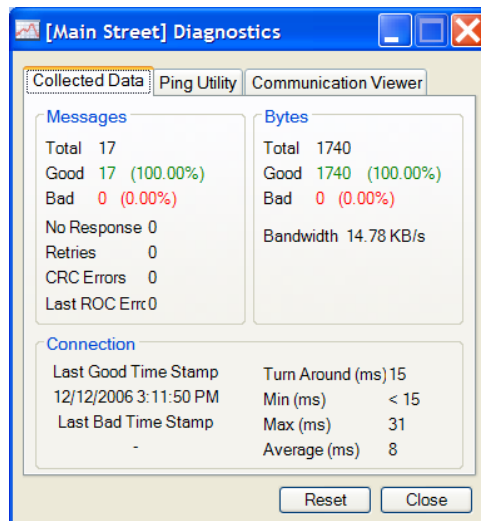 [Main Street] Diagnostics
Collected Data
Ping Utility
Communication Viewer
Messages
Total 17
Good 17 (100.00%)
Bad 0 (0.00%)
No Response 0
Retries 0
CRC Errors 0
Last ROC Errc 0
Bytes
Total 1740
Good 1740 (100.00%)
Bad 0 (0.00%)
Bandwidth 14.78 KB/s
Connection
Last Good Time Stamp
12/12/2006 3:11:50 PM
Last Bad Time Stamp
-
Turn Around (ms) 15
Min (ms) < 15
Max (ms) 31
Average (ms) 8
Reset
Close